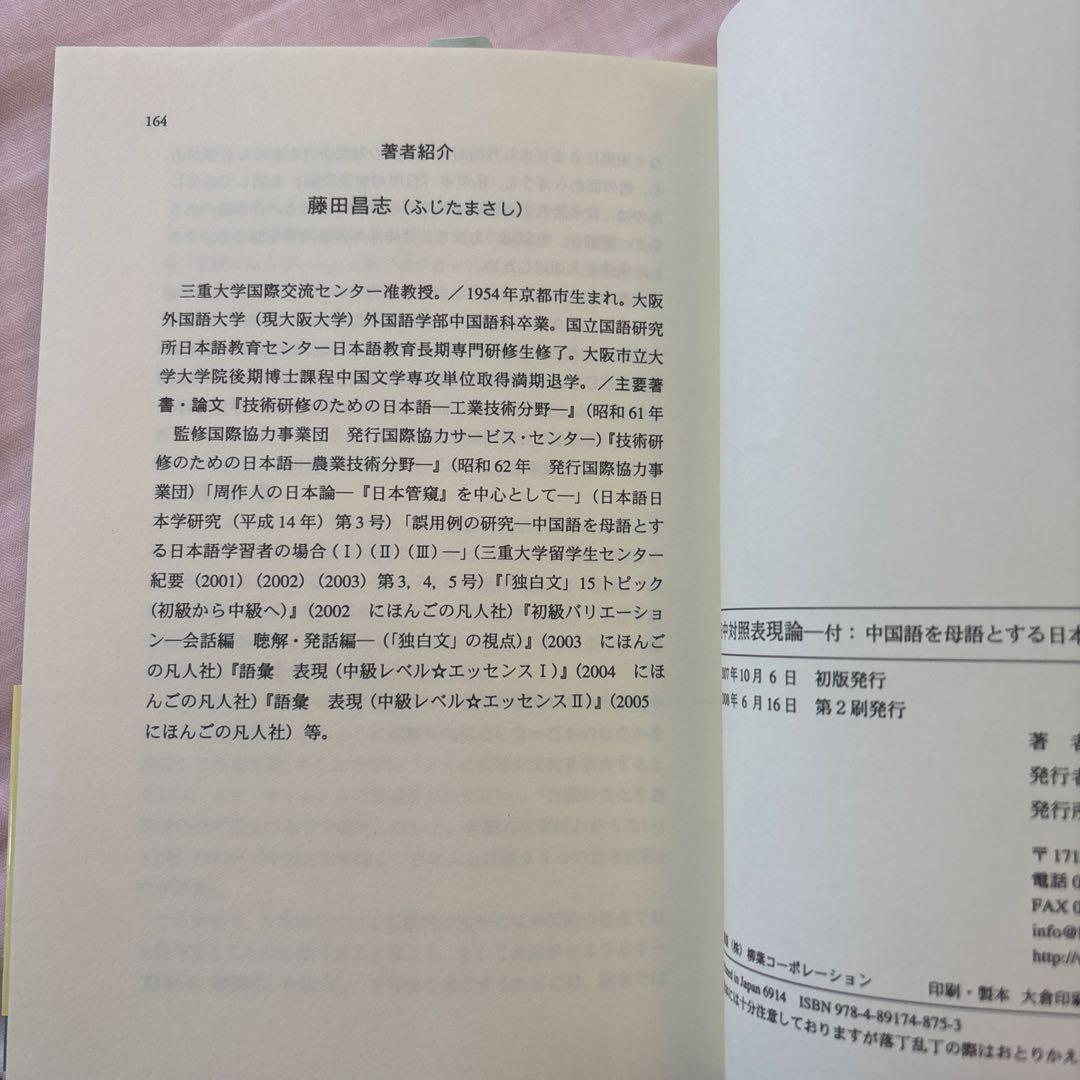 164
著者紹介
藤田昌志（ふじたまさし）
三重大学国際交流センター准教授。／1954年京都市生まれ。大阪
外国語大学（現大阪大学）外国語学部中国語科卒業。国立国語研究
所日本語教育センター日本語教育長期専門研修生修了。大阪市立大
学大学院後期博士課程中国文学専攻単位取得満期退学。／主要著
書・論文『技術研修のための日本語―工業技術分野―』（昭和61年
監修国際協力事業団　発行国際協力サービス・センター）『技術研
修のための日本語―農業技術分野―』（昭和62年　発行国際協力事
業団）「周作人の日本論―『日本管窺』を中心として―」（日本語日
本学研究（平成14年）第3号）「誤用例の研究―中国語を母語とす
る日本語学習者の場合（Ⅰ）（Ⅱ）（Ⅲ）―」（三重大学留学生センター
紀要（2001）（2002）（2003）第3，4，5号）『「独白文」15トピック
（初級から中級へ）』（2002　にほんごの凡人社）『初級バリエーショ
ン―会話編　聴解・発話編―（「独白文」の視点）』（2003　にほんご
の凡人社）『語彙　表現（中級レベル☆エッセンスⅠ）』（2004　にほ
んごの凡人社）『語彙　表現（中級レベル☆エッセンスⅡ）』（2005
にほんごの凡人社）等。
中対照表現論―付：中国語を母語とする日本
年10月6日　初版発行
年6月16日　第2刷発行
著
発行者
発行所
〒171
電話0
FAX 0
info@
http://
（株）柳葉コーポレーション
印刷・製本　大倉印刷
in Japan 6914　ISBN 978-4-89174-875-3
には十分注意しておりますが落丁乱丁の際はおとりかえ